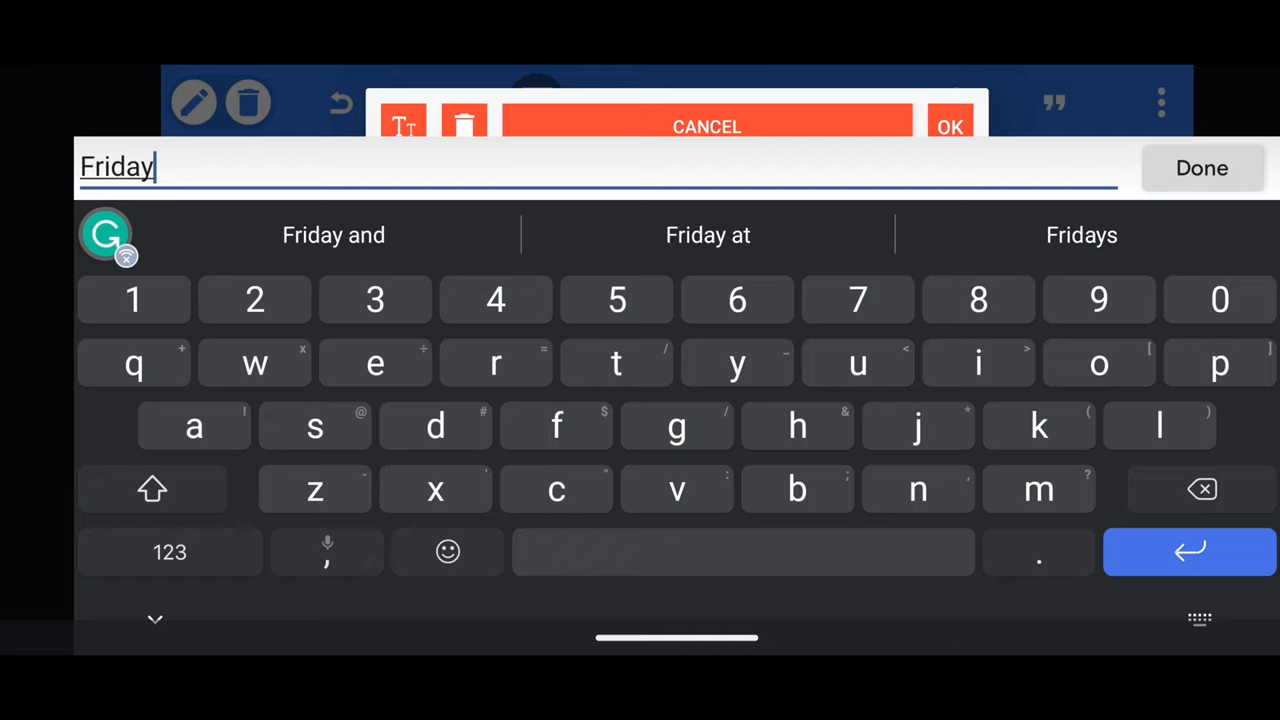 TT
CANCEL
OK
Friday
Done
G
Friday and
Friday at
Fridays
1 2 3 4 5 6 7 8 9 0
q + w x e ÷ r = t / y _ u < i > o [ p ]
a ! s @ d # f $ g / h & j * k ( l )
z - x ' c " v : b ; n , m ?
123 , .